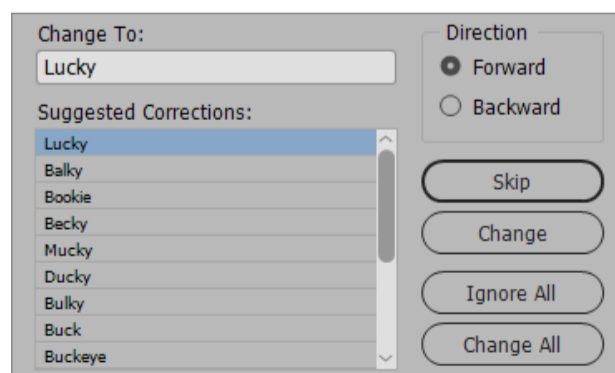 Change To:
Lucky
Suggested Corrections:
Lucky
Balky
Bookie
Becky
Mucky
Ducky
Bulky
Buck
Buckeye
Direction
Forward
Backward
Skip
Change
Ignore All
Change All